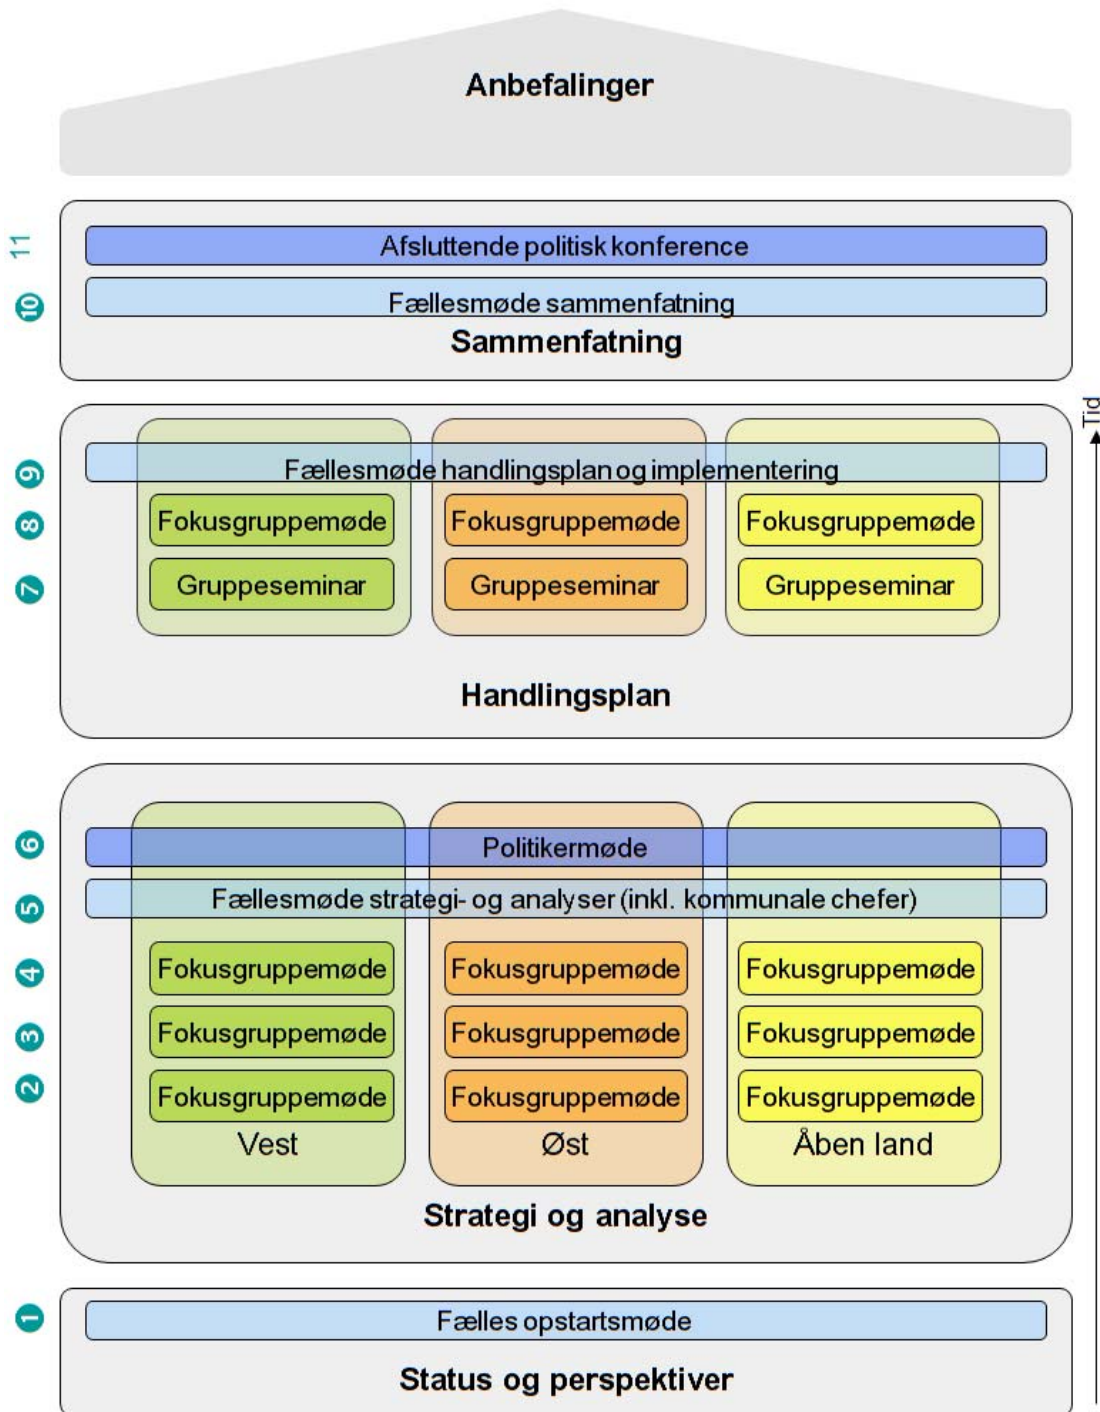 Anbefalinger
11
Afsluttende politisk konference
10
Fællesmøde sammenfatning
Sammenfatning
Tid
9
Fællesmøde handlingsplan og implementering
8
Fokusgruppemøde Fokusgruppemøde Fokusgruppemøde
7
Gruppeseminar Gruppeseminar Gruppeseminar
Handlingsplan
6
Politikermøde
5
Fællesmøde strategi- og analyser (inkl. kommunale chefer)
4
Fokusgruppemøde Fokusgruppemøde Fokusgruppemøde
3
Fokusgruppemøde Fokusgruppemøde Fokusgruppemøde
2
Fokusgruppemøde Fokusgruppemøde Fokusgruppemøde
Vest Øst Åben land
Strategi og analyse
1
Fælles opstartsmøde
Status og perspektiver